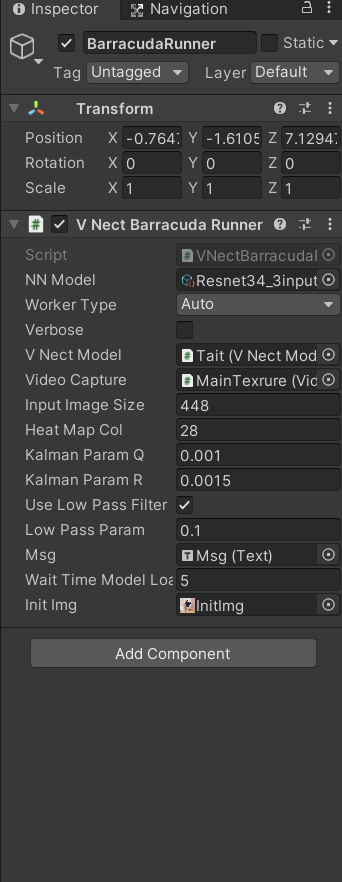 Inspector Navigation
BarracudaRunner Static
Tag Untagged Layer Default
Transform
Position X -0.764 Y -1.6105 Z 7.1294
Rotation X 0 Y 0 Z 0
Scale X 1 Y 1 Z 1
V Nect Barracuda Runner
Script VNectBarracuda
NN Model Resnet34_3input
Worker Type Auto
Verbose
V Nect Model Tait (V Nect Mod
Video Capture MainTexrure (Vid
Input Image Size 448
Heat Map Col 28
Kalman Param Q 0.001
Kalman Param R 0.0015
Use Low Pass Filter
Low Pass Param 0.1
Msg Msg (Text)
Wait Time Model Loa 5
Init Img InitImg
Add Component